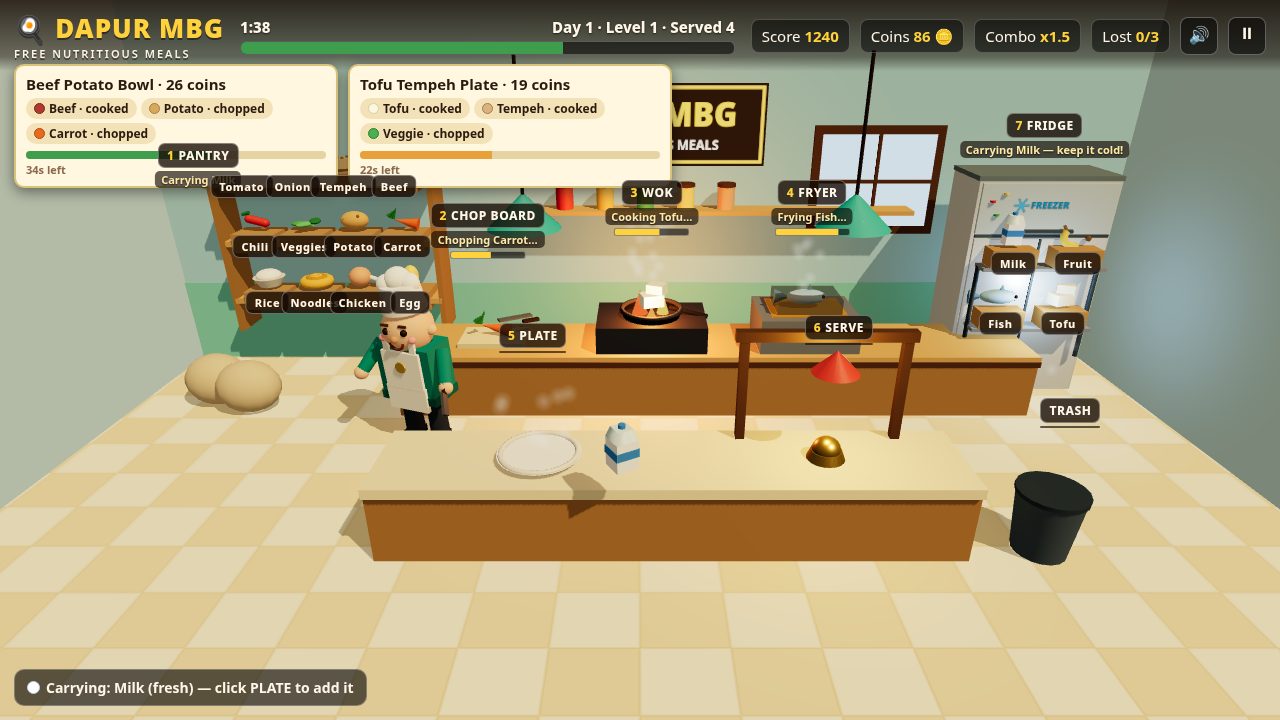 DAPUR MBG
FREE NUTRITIOUS MEALS
1:38
Day 1 · Level 1 · Served 4
Score 1240
Coins 86
Combo x1.5
Lost 0/3
Beef Potato Bowl · 26 coins
Beef · cooked
Potato · chopped
Carrot · chopped
34s left
Tofu Tempeh Plate · 19 coins
Tofu · cooked
Tempeh · cooked
Veggie · chopped
22s left
MBG
MEALS
1 PANTRY
Carrying
Tomato
Onion
Tempeh
Beef
Chili
Veggies
Potato
Carrot
Rice
Noodle
Chicken
Egg
2 CHOP BOARD
Chopping Carrot...
3 WOK
Cooking Tofu...
4 FRYER
Frying Fish...
7 FRIDGE
Carrying Milk — keep it cold!
FREEZER
Milk
Fruit
Fish
Tofu
5 PLATE
6 SERVE
TRASH
Carrying: Milk (fresh) — click PLATE to add it